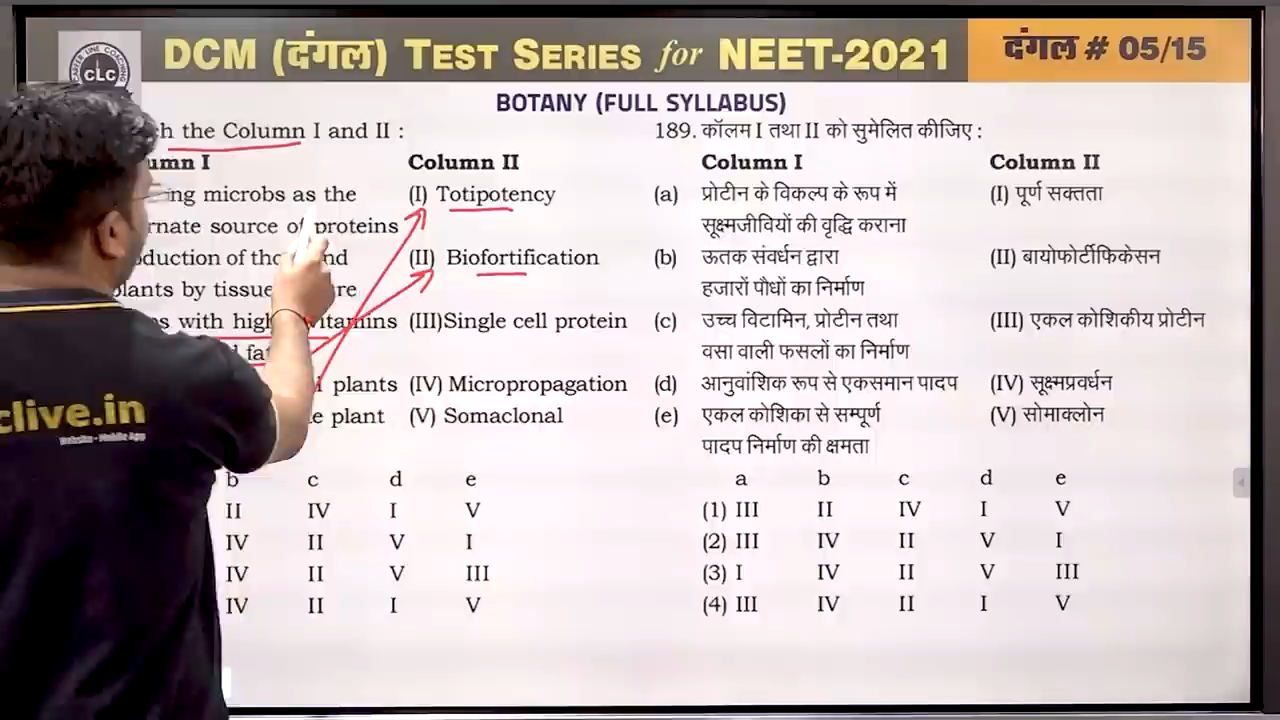 DCM (दंगल) TEST SERIES for NEET-2021
दंगल # 05/15
CLC
BOTANY (FULL SYLLABUS)
the Column I and II :
I
Column II
microbs as the
(I) Totipotency
source of proteins
(II) Biofortification
plants by
with high vitamins
(III)Single cell protein
plants
(IV) Micropropagation
plant
(V) Somaclonal
b c d e
II IV I V
IV II V I
IV II V III
IV II I V
189. कॉलम I तथा II को सुमेलित कीजिए :
Column I
Column II
(a) प्रोटीन के विकल्प के रूप में
(I) पूर्ण सक्तता
सूक्ष्मजीवियों की वृद्धि कराना
(b) ऊतक संवर्धन द्वारा
(II) बायोफोर्टीफिकेसन
हजारों पौधों का निर्माण
(c) उच्च विटामिन, प्रोटीन तथा
(III) एकल कोशिकीय प्रोटीन
वसा वाली फसलों का निर्माण
(d) आनुवांशिक रूप से एकसमान पादप
(IV) सूक्ष्मप्रवर्धन
(e) एकल कोशिका से सम्पूर्ण
(V) सोमाक्लोन
पादप निर्माण की क्षमता
a b c d e
(1) III II IV I V
(2) III IV II V I
(3) I IV II V III
(4) III IV II I V
clive.in
Website - Mobile App